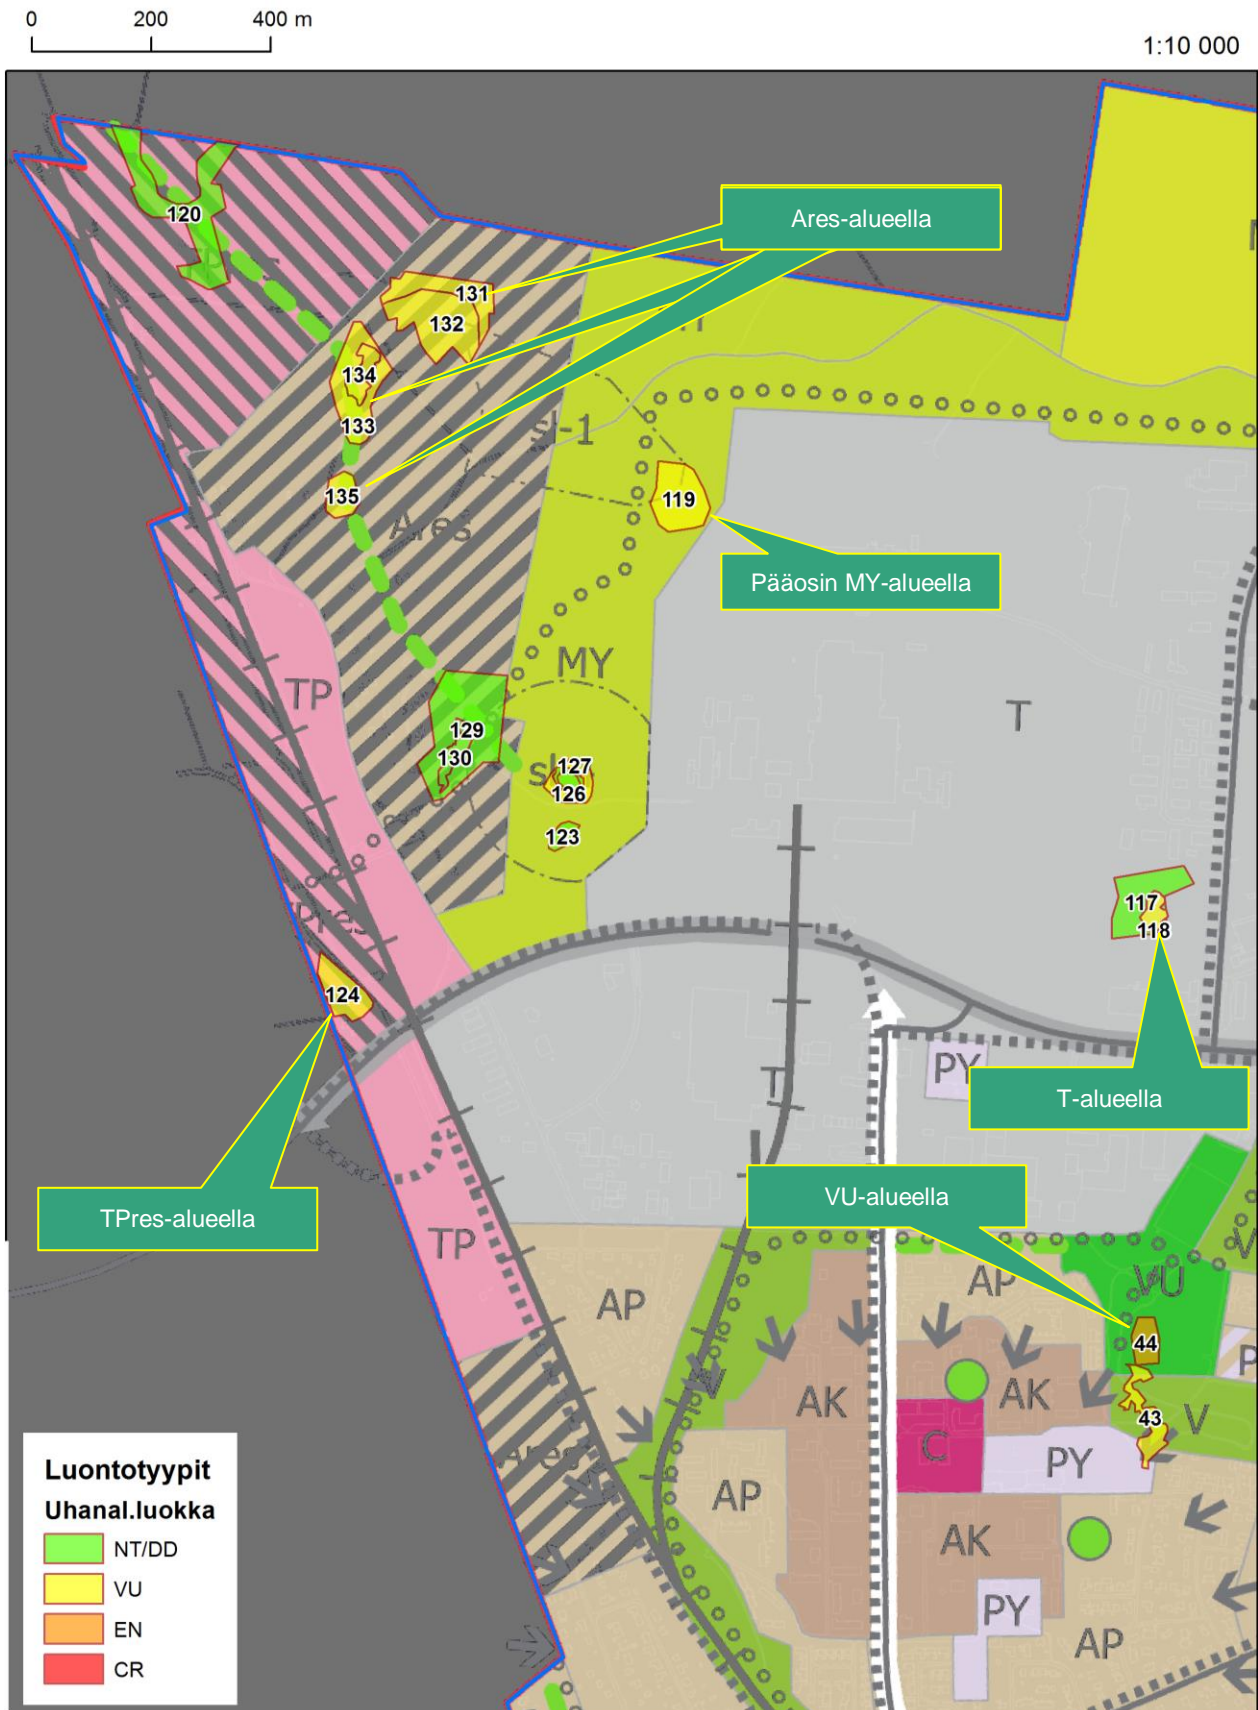 0 200 400 m
1:10 000
Ares-alueella
120
131
132
134
133
sl-1
119
135
Ares
Pääosin MY-alueella
MY
TP
T
129
130
sl
127
126
123
117
118
124
PY
T
T-alueella
VU-alueella
TPres-alueella
TP
AP
AP
VU
V
44
P
AK
AK
43
V
C
PY
Ares
AP
AK
PY
AP
Luontotyypit
Uhanal.luokka
NT/DD
VU
EN
CR